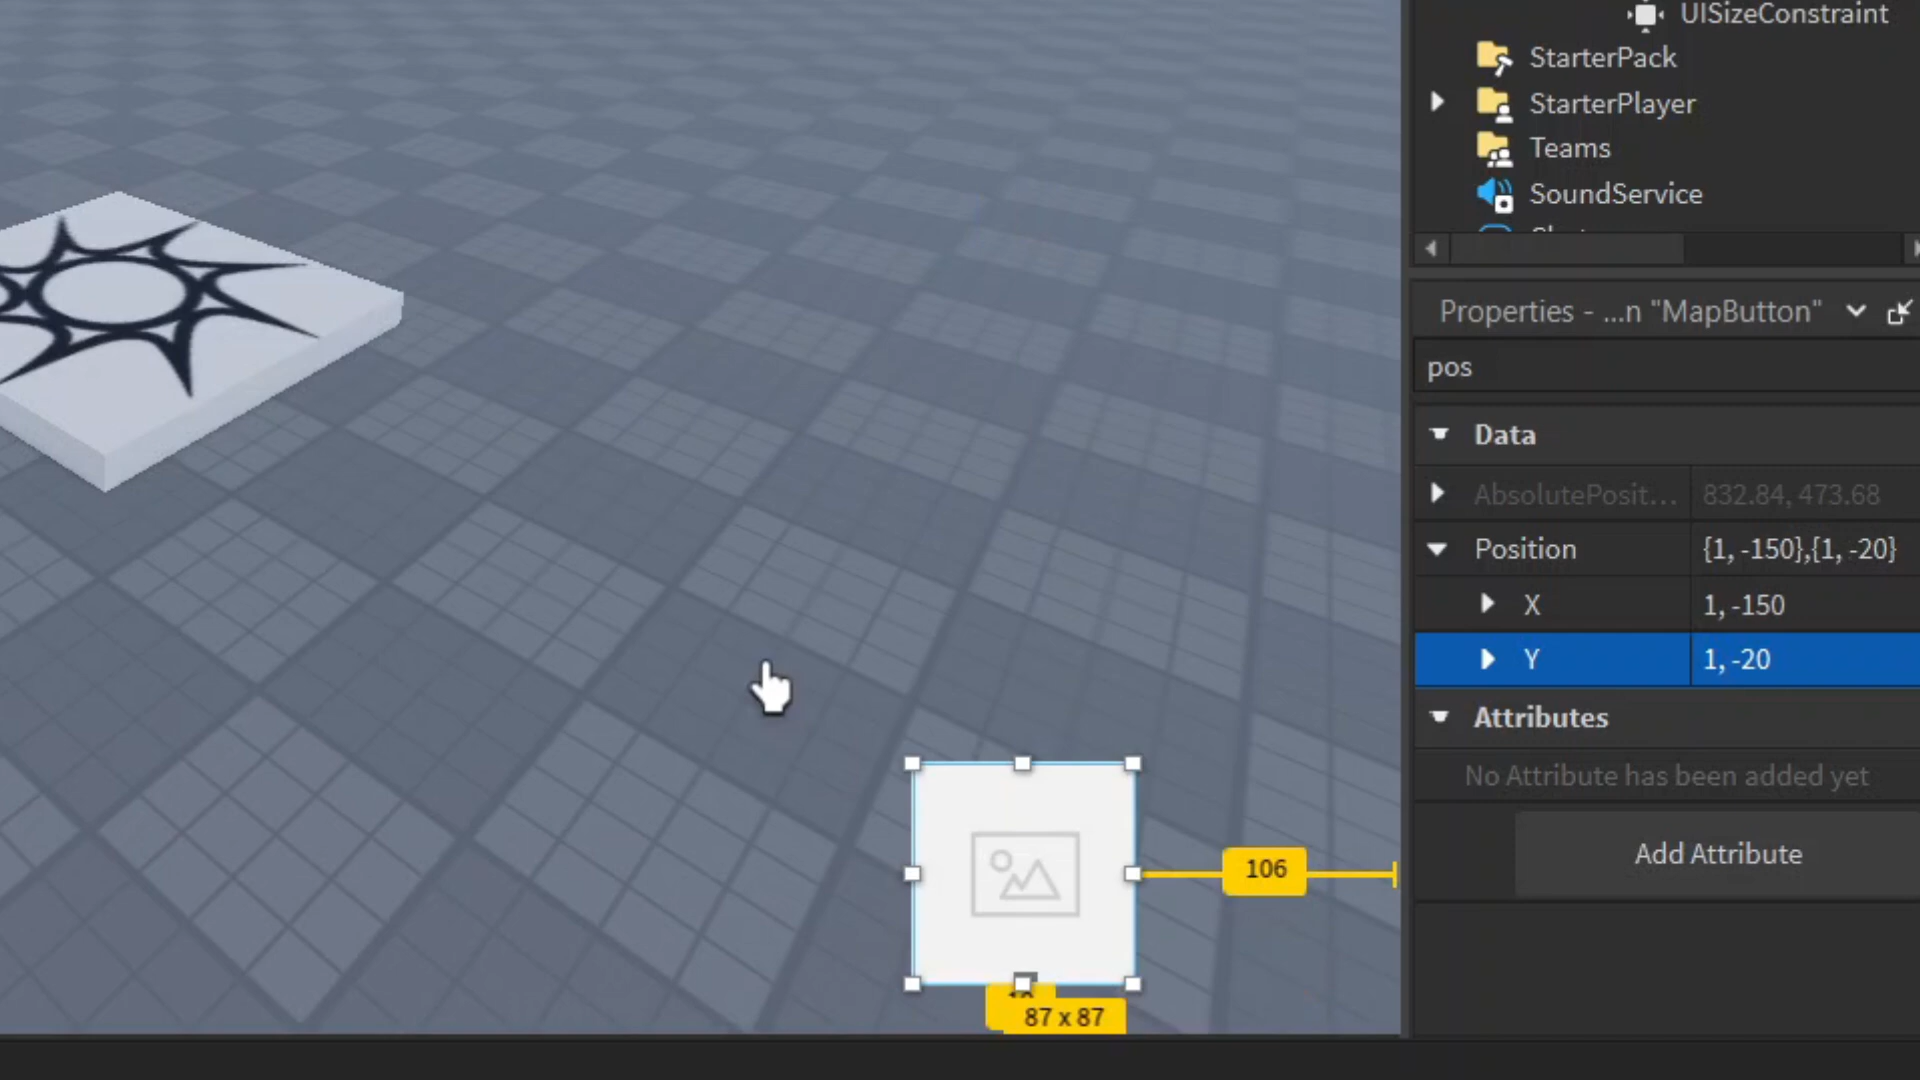 UISizeConstraint
StarterPack
StarterPlayer
Teams
SoundService
Properties - ...n "MapButton"
pos
Data
AbsolutePosit... 832.84, 473.68
Position {1, -150},{1, -20}
X 1, -150
Y 1, -20
Attributes
No Attribute has been added yet
Add Attribute
106
87 x 87